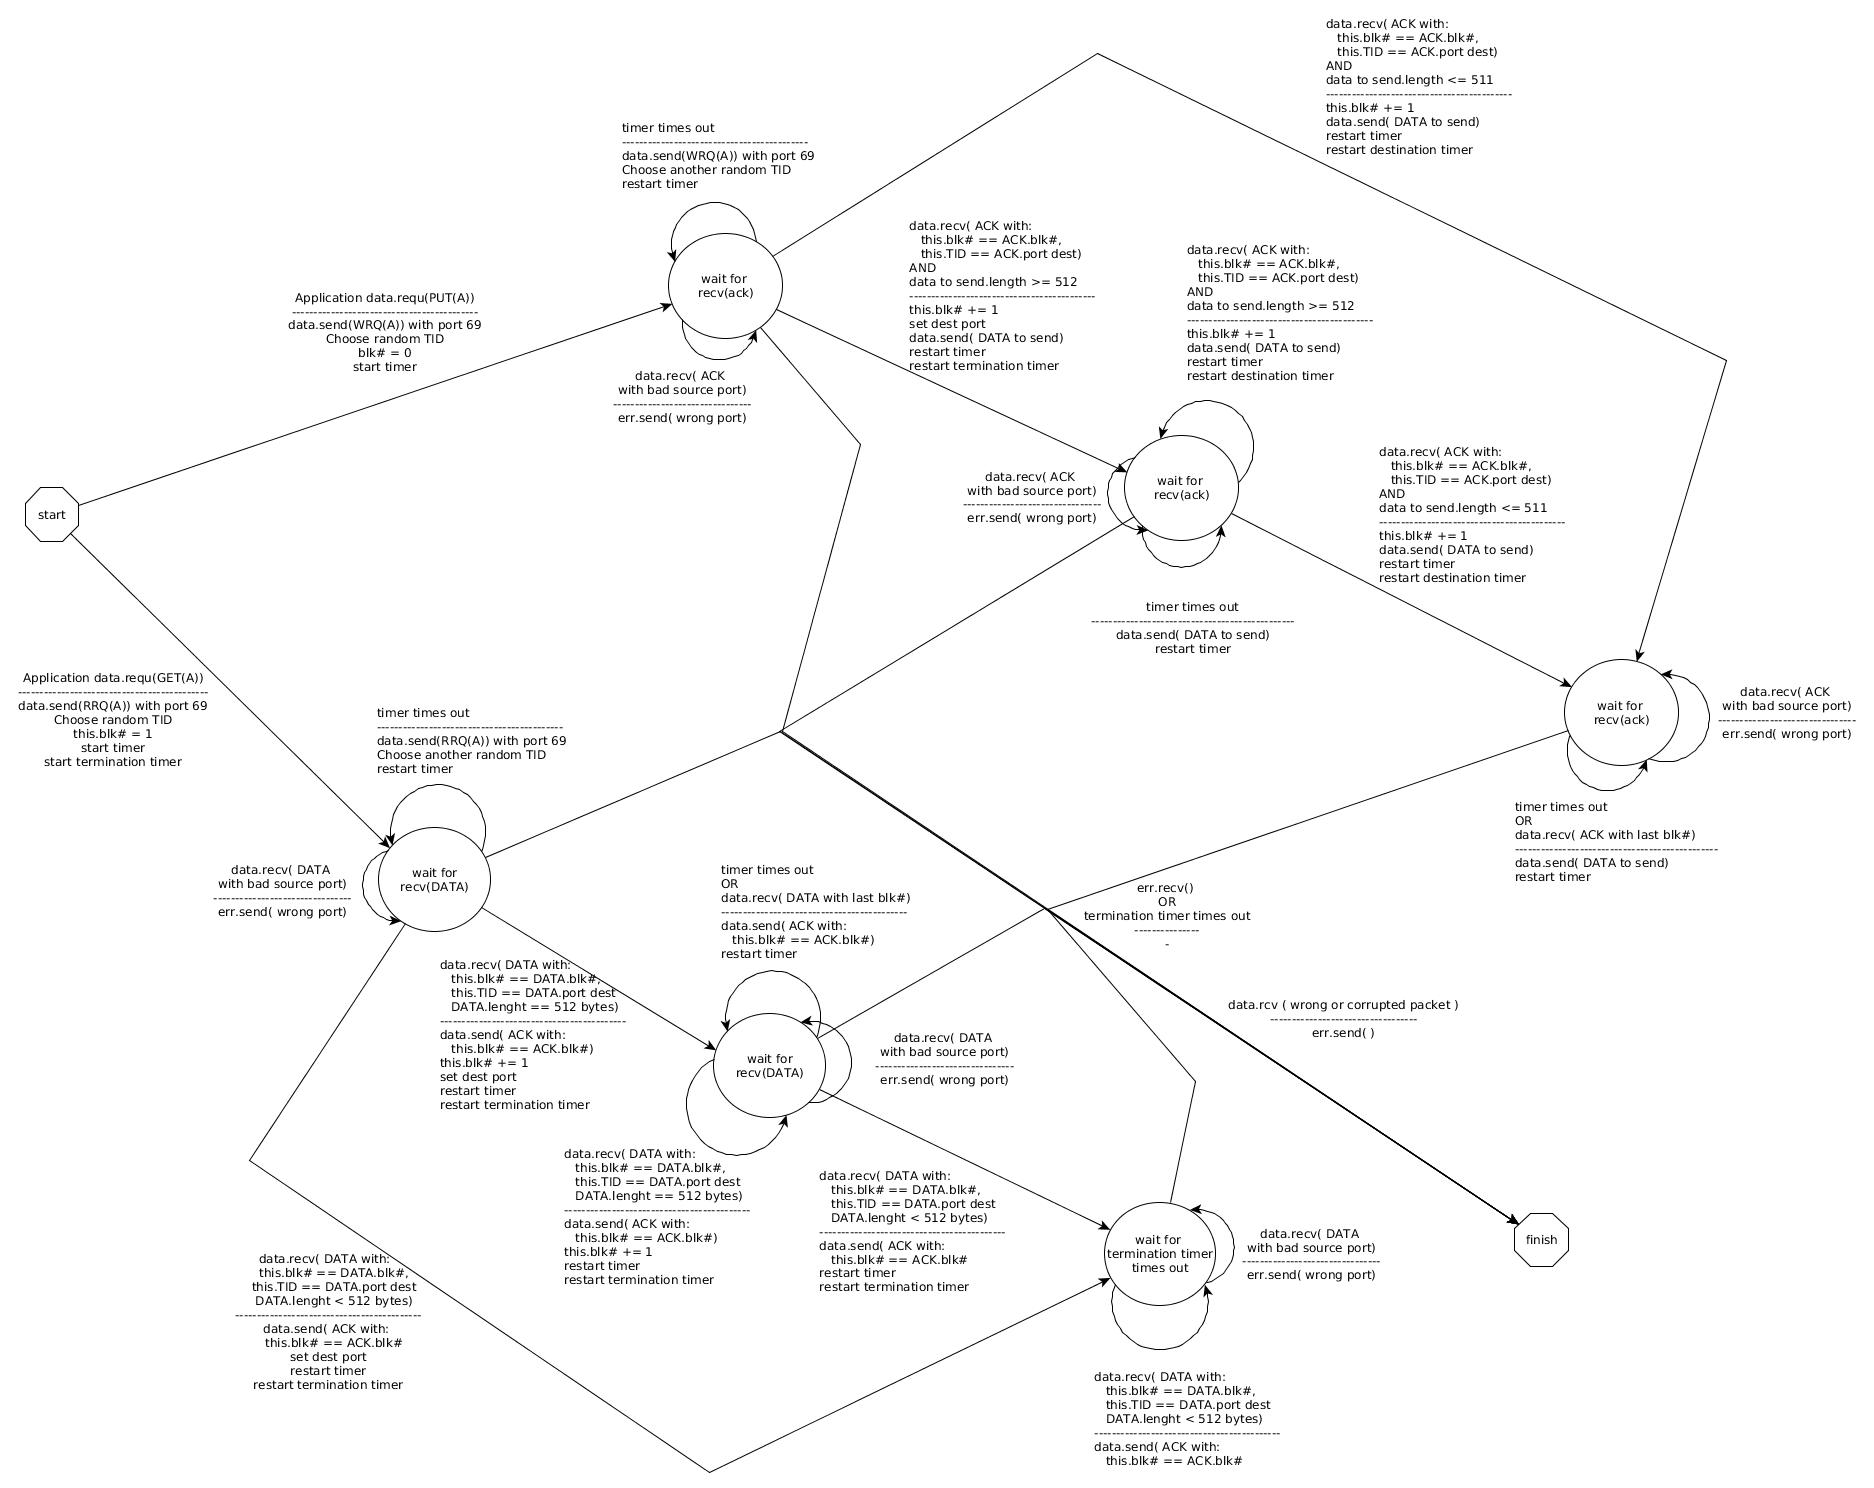 data.recv( ACK with:
this.blk# == ACK.blk#,
this.TID == ACK.port dest)
AND
data to send.length <= 511
-------------------------------------------
this.blk# += 1
data.send( DATA to send)
restart timer
restart destination timer
timer times out
-------------------------------------------
data.send(WRQ(A)) with port 69
Choose another random TID
restart timer
wait for
recv(ack)
data.recv( ACK
with bad source port)
--------------------------------
err.send( wrong port)
data.recv( ACK with:
this.blk# == ACK.blk#,
this.TID == ACK.port dest)
AND
data to send.length >= 512
-------------------------------------------
this.blk# += 1
set dest port
data.send( DATA to send)
restart timer
restart termination timer
data.recv( ACK with:
this.blk# == ACK.blk#,
this.TID == ACK.port dest)
AND
data to send.length >= 512
-------------------------------------------
this.blk# += 1
data.send( DATA to send)
restart timer
restart destination timer
Application data.requ(PUT(A))
-------------------------------------------
data.send(WRQ(A)) with port 69
Choose random TID
blk# = 0
start timer
start
data.recv( ACK
with bad source port)
--------------------------------
err.send( wrong port)
wait for
recv(ack)
timer times out
-----------------------------------------------
data.send( DATA to send)
restart timer
data.recv( ACK with:
this.blk# == ACK.blk#,
this.TID == ACK.port dest)
AND
data to send.length <= 511
-------------------------------------------
this.blk# += 1
data.send( DATA to send)
restart timer
restart destination timer
wait for
recv(ack)
data.recv( ACK
with bad source port)
--------------------------------
err.send( wrong port)
timer times out
OR
data.recv( ACK with last blk#)
-----------------------------------------------
data.send( DATA to send)
restart timer
Application data.requ(GET(A))
--------------------------------------------
data.send(RRQ(A)) with port 69
Choose random TID
this.blk# = 1
start timer
start termination timer
timer times out
-------------------------------------------
data.send(RRQ(A)) with port 69
Choose another random TID
restart timer
data.recv( DATA
with bad source port)
--------------------------------
err.send( wrong port)
wait for
recv(DATA)
timer times out
OR
data.recv( DATA with last blk#)
-------------------------------------------
data.send( ACK with:
this.blk# == ACK.blk#)
restart timer
err.recv()
OR
termination timer times out
---------------
-
data.recv( DATA with:
this.blk# == DATA.blk#,
this.TID == DATA.port dest
DATA.lenght == 512 bytes)
-------------------------------------------
data.send( ACK with:
this.blk# == ACK.blk#)
this.blk# += 1
set dest port
restart timer
restart termination timer
wait for
recv(DATA)
data.recv( DATA
with bad source port)
--------------------------------
err.send( wrong port)
data.rcv ( wrong or corrupted packet )
----------------------------------
err.send( )
data.recv( DATA with:
this.blk# == DATA.blk#,
this.TID == DATA.port dest
DATA.lenght == 512 bytes)
-------------------------------------------
data.send( ACK with:
this.blk# == ACK.blk#)
this.blk# += 1
restart timer
restart termination timer
data.recv( DATA with:
this.blk# == DATA.blk#,
this.TID == DATA.port dest
DATA.lenght < 512 bytes)
-------------------------------------------
data.send( ACK with:
this.blk# == ACK.blk#
restart timer
restart termination timer
wait for
termination timer
times out
data.recv( DATA
with bad source port)
--------------------------------
err.send( wrong port)
finish
data.recv( DATA with:
this.blk# == DATA.blk#,
this.TID == DATA.port dest
DATA.lenght < 512 bytes)
-------------------------------------------
data.send( ACK with:
this.blk# == ACK.blk#
set dest port
restart timer
restart termination timer
data.recv( DATA with:
this.blk# == DATA.blk#,
this.TID == DATA.port dest
DATA.lenght < 512 bytes)
-------------------------------------------
data.send( ACK with:
this.blk# == ACK.blk#